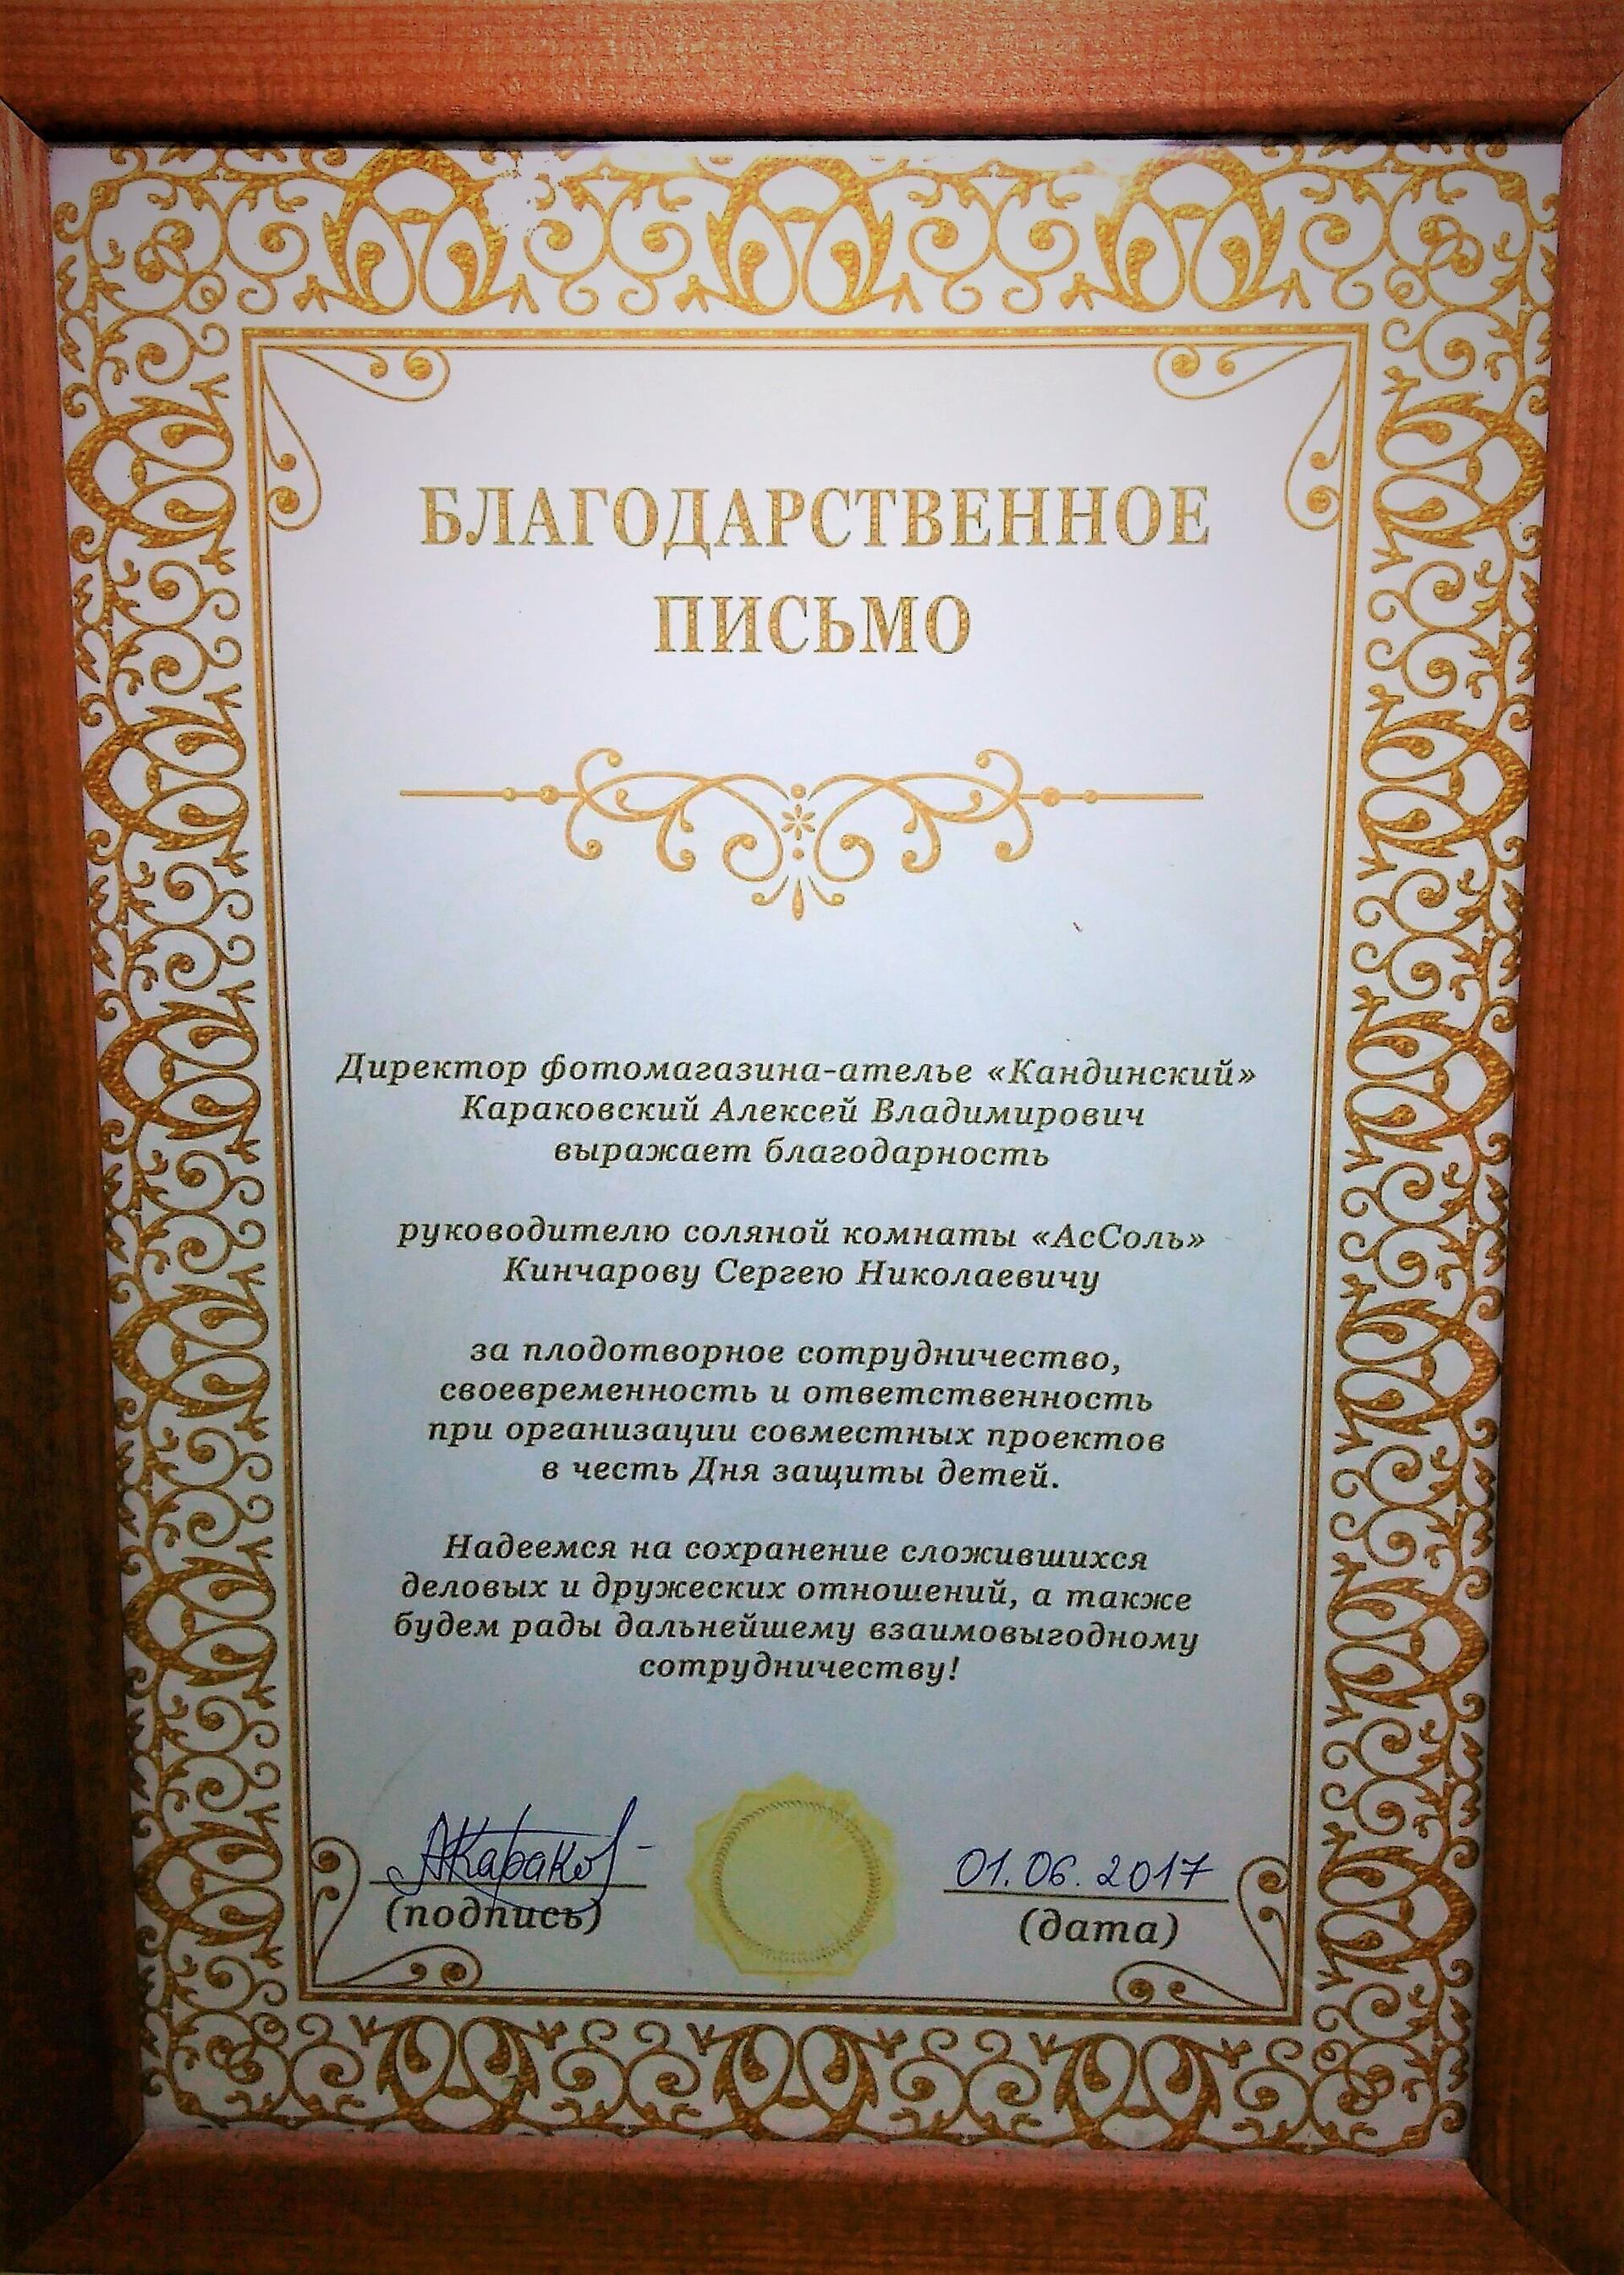 БЛАГОДАРСТВЕННОЕ
ПИСЬМО
Директор фотомагазина-ателье «Кандинский»
Караковский Алексей Владимирович
выражает благодарность
руководителю соляной комнаты «АсСоль»
Кинчарову Сергею Николаевичу
за плодотворное сотрудничество,
своевременность и ответственность
при организации совместных проектов
в честь Дня защиты детей.
Надеемся на сохранение сложившихся
деловых и дружеских отношений, а также
будем рады дальнейшему взаимовыгодному
сотрудничеству!
01.06.2017
(подпись) (дата)